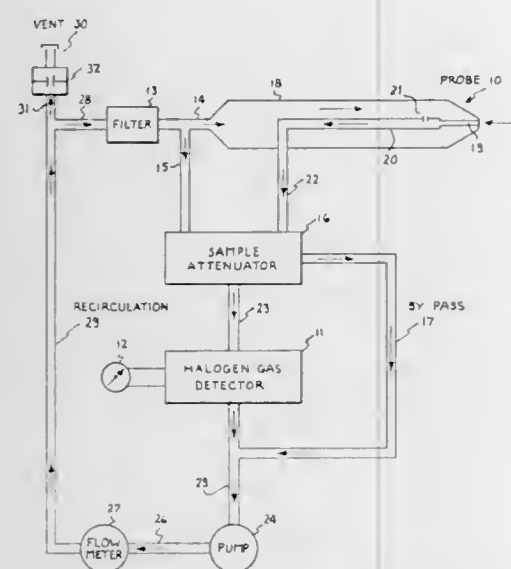 VENT 30
32
31
28
13
FILTER
14
18
21
PROBE 10
19
20
15
22
16
SAMPLE
ATTENUATOR
RECIRCULATION
23
BY PASS
17
12
11
HALOGEN GAS
DETECTOR
29
25
27
FLOW
METER
26
24
PUMP